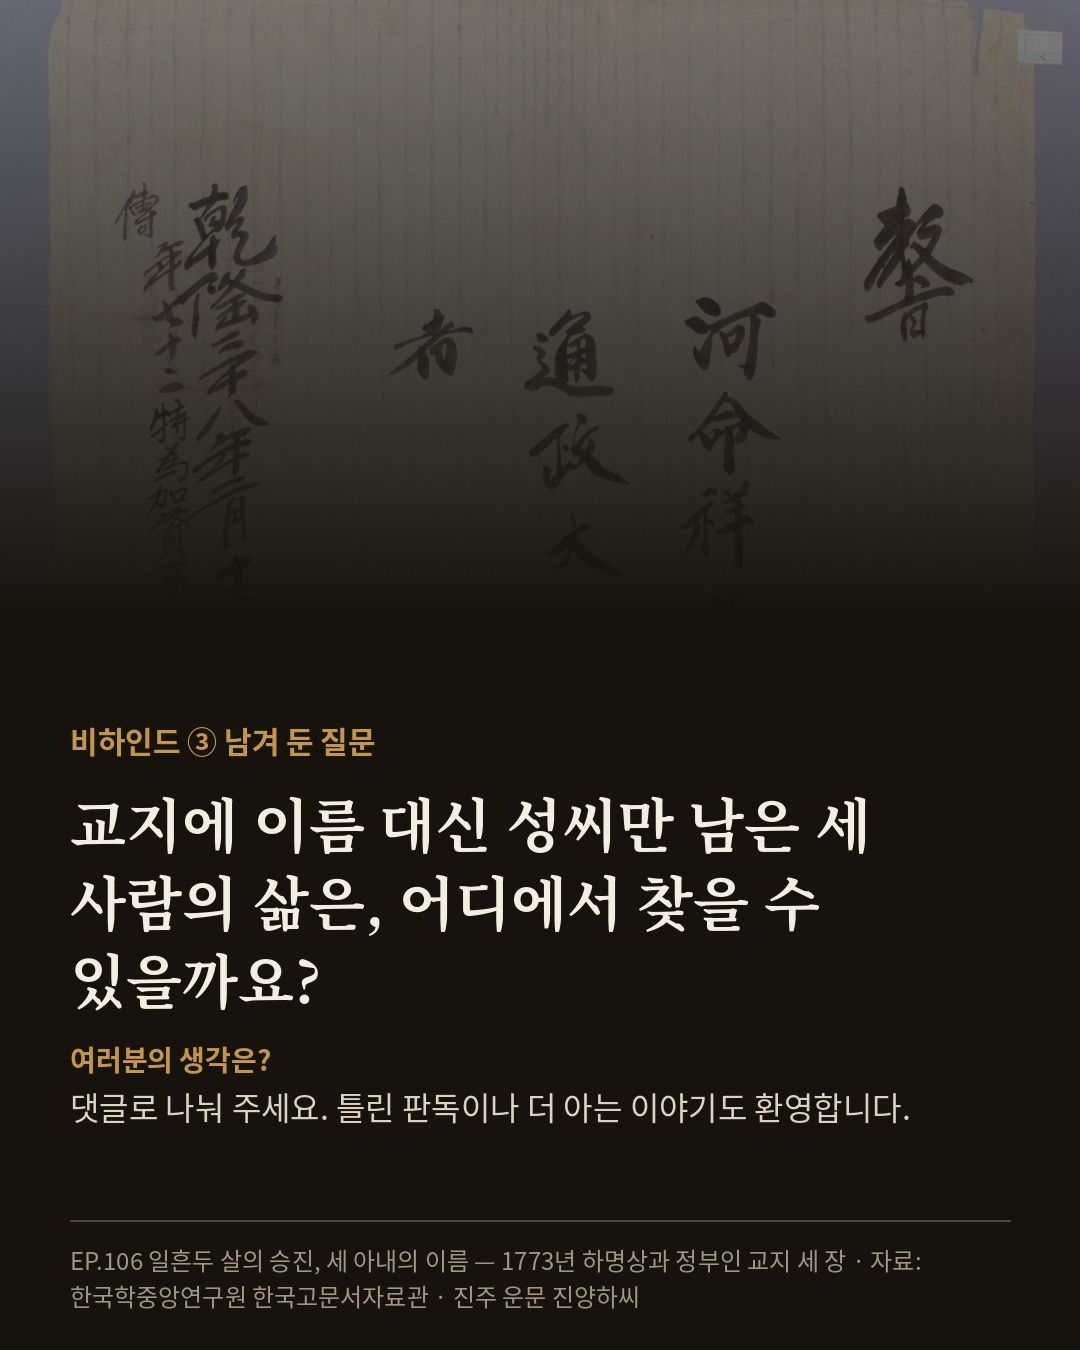 敎旨
河命祥
通政大
者
乾隆三十八年二月十二
傳
年七十二特為加資事
비하인드 ③ 남겨 둔 질문
교지에 이름 대신 성씨만 남은 세
사람의 삶은, 어디에서 찾을 수
있을까요?
여러분의 생각은?
댓글로 나눠 주세요. 틀린 판독이나 더 아는 이야기도 환영합니다.
EP.106 일흔두 살의 승진, 세 아내의 이름 — 1773년 하명상과 정부인 교지 세 장 · 자료:
한국학중앙연구원 한국고문서자료관 · 진주 운문 진양하씨